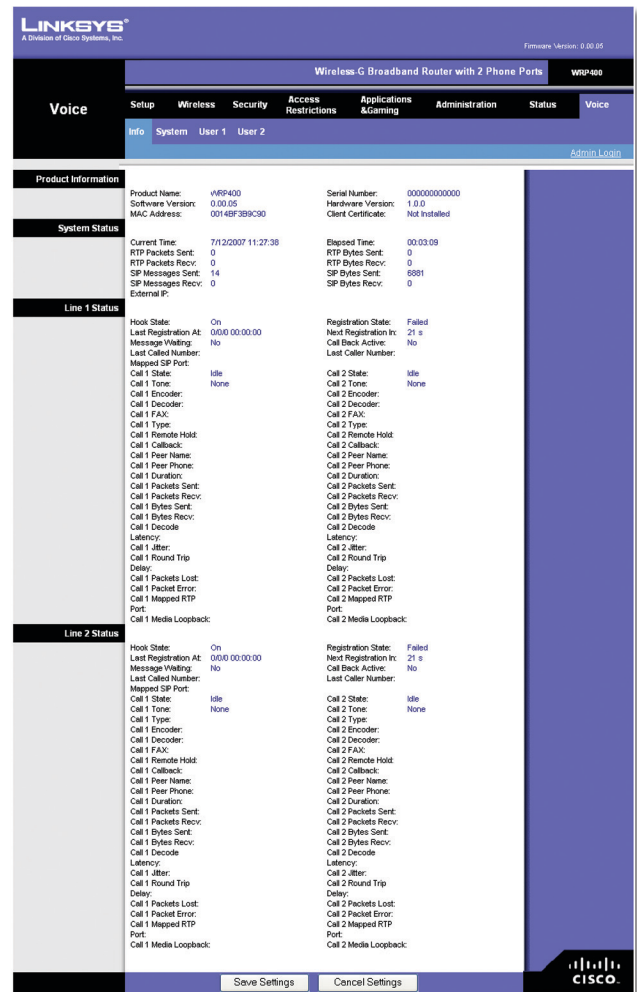 LINKSYS®
A Division of Cisco Systems, Inc.
Firmware Version: 0.00.05
Wireless-G Broadband Router with 2 Phone Ports WRP400
Voice
Setup Wireless Security Access Restrictions Applications &Gaming Administration Status Voice
Info System User 1 User 2
Admin Login
Product Information
Product Name: WRP400 Serial Number: 000000000000
Software Version: 0.00.05 Hardware Version: 1.0.0
MAC Address: 0014BF3B9C90 Client Certificate: Not Installed
System Status
Current Time: 7/12/2007 11:27:38 Elapsed Time: 00:03:09
RTP Packets Sent: 0 RTP Bytes Sent: 0
RTP Packets Recv: 0 RTP Bytes Recv: 0
SIP Messages Sent: 14 SIP Bytes Sent: 6881
SIP Messages Recv: 0 SIP Bytes Recv: 0
External IP:
Line 1 Status
Hook State: On Registration State: Failed
Last Registration At: 0/0/0 00:00:00 Next Registration In: 21 s
Message Waiting: No Call Back Active: No
Last Called Number: Last Caller Number:
Mapped SIP Port:
Call 1 State: Idle Call 2 State: Idle
Call 1 Tone: None Call 2 Tone: None
Call 1 Encoder: Call 2 Encoder:
Call 1 Decoder: Call 2 Decoder:
Call 1 FAX: Call 2 FAX:
Call 1 Type: Call 2 Type:
Call 1 Remote Hold: Call 2 Remote Hold:
Call 1 Callback: Call 2 Callback:
Call 1 Peer Name: Call 2 Peer Name:
Call 1 Peer Phone: Call 2 Peer Phone:
Call 1 Duration: Call 2 Duration:
Call 1 Packets Sent: Call 2 Packets Sent:
Call 1 Packets Recv: Call 2 Packets Recv:
Call 1 Bytes Sent: Call 2 Bytes Sent:
Call 1 Bytes Recv: Call 2 Bytes Recv:
Call 1 Decode Call 2 Decode
Latency: Latency:
Call 1 Jitter: Call 2 Jitter:
Call 1 Round Trip Call 2 Round Trip
Delay: Delay:
Call 1 Packets Lost: Call 2 Packets Lost:
Call 1 Packet Error: Call 2 Packet Error:
Call 1 Mapped RTP Call 2 Mapped RTP
Port: Port:
Call 1 Media Loopback: Call 2 Media Loopback:
Line 2 Status
Hook State: On Registration State: Failed
Last Registration At: 0/0/0 00:00:00 Next Registration In: 21 s
Message Waiting: No Call Back Active: No
Last Called Number: Last Caller Number:
Mapped SIP Port:
Call 1 State: Idle Call 2 State: Idle
Call 1 Tone: None Call 2 Tone: None
Call 1 Type: Call 2 Type:
Call 1 Encoder: Call 2 Encoder:
Call 1 Decoder: Call 2 Decoder:
Call 1 FAX: Call 2 FAX:
Call 1 Remote Hold: Call 2 Remote Hold:
Call 1 Callback: Call 2 Callback:
Call 1 Peer Name: Call 2 Peer Name:
Call 1 Peer Phone: Call 2 Peer Phone:
Call 1 Duration: Call 2 Duration:
Call 1 Packets Sent: Call 2 Packets Sent:
Call 1 Packets Recv: Call 2 Packets Recv:
Call 1 Bytes Sent: Call 2 Bytes Sent:
Call 1 Bytes Recv: Call 2 Bytes Recv:
Call 1 Decode Call 2 Decode
Latency: Latency:
Call 1 Jitter: Call 2 Jitter:
Call 1 Round Trip Call 2 Round Trip
Delay: Delay:
Call 1 Packets Lost: Call 2 Packets Lost:
Call 1 Packet Error: Call 2 Packet Error:
Call 1 Mapped RTP Call 2 Mapped RTP
Port: Port:
Call 1 Media Loopback: Call 2 Media Loopback:
Save Settings Cancel Settings
CISCO.